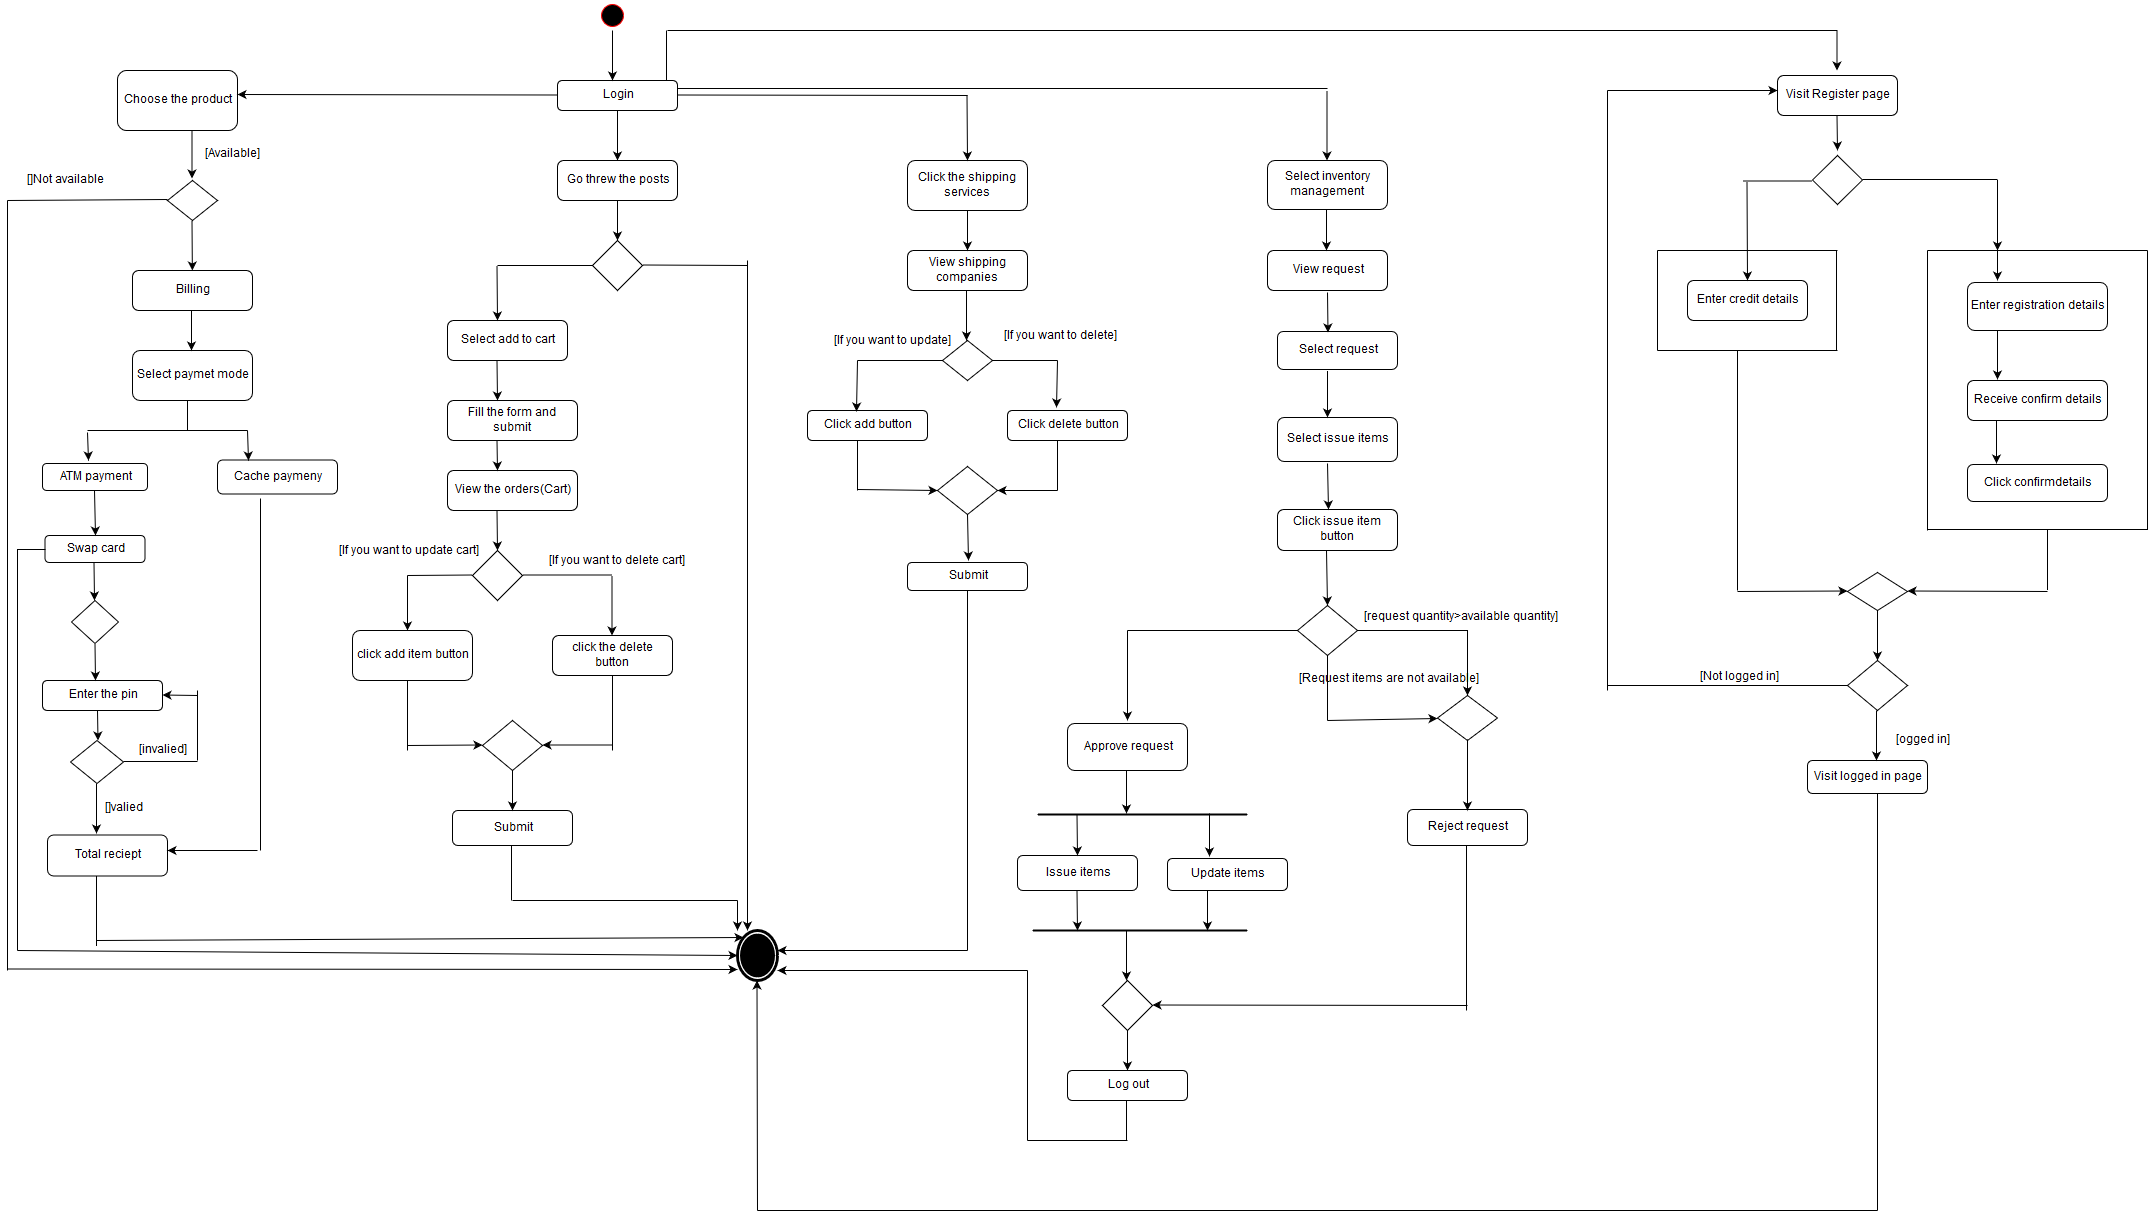 Login
Choose the product
[Available]
[]Not available
Billing
Select paymet mode
ATM payment
Cache paymeny
Swap card
Enter the pin
[invalied]
[]valied
Total reciept
Go threw the posts
Select add to cart
Fill the form and
submit
View the orders(Cart)
[If you want to update cart]
[If you want to delete cart]
click add item button
click the delete
button
Submit
Click the shipping
services
View shipping
companies
[If you want to update]
[If you want to delete]
Click add button
Click delete button
Submit
Select inventory
management
View request
Select request
Select issue items
Click issue item
button
[request quantity>available quantity]
[Request items are not available]
Approve request
Reject request
Issue items
Update items
Log out
Visit Register page
Enter credit details
Enter registration details
Receive confirm details
Click confirmdetails
[Not logged in]
[ogged in]
Visit logged in page